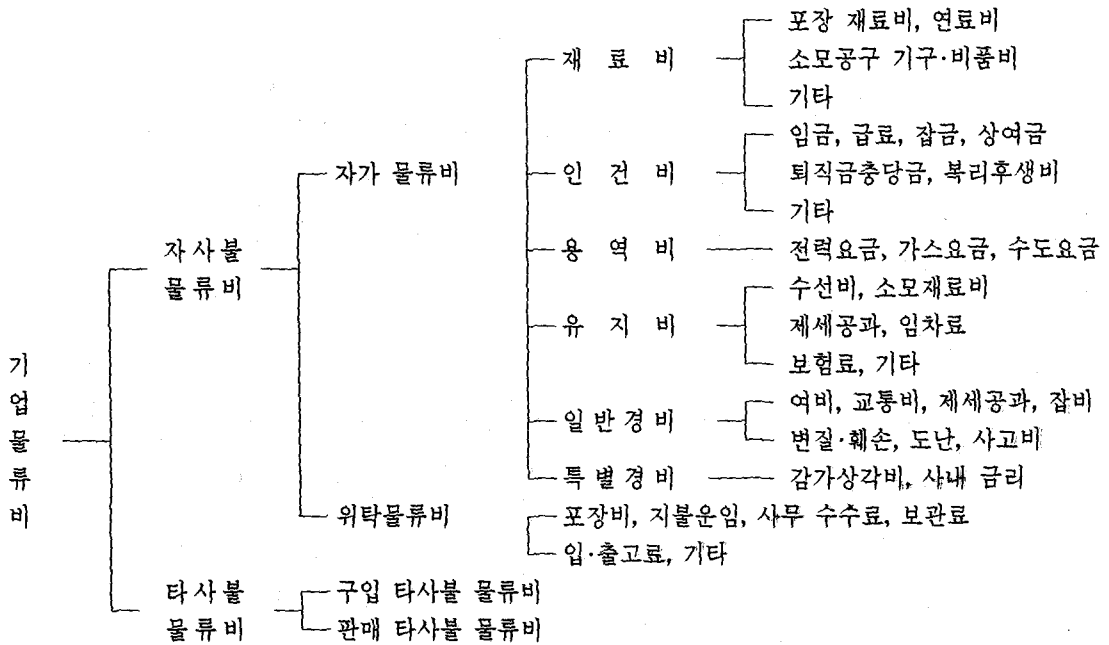 포장 재료비, 연료비
재 료 비
소모공구 기구·비품비
기타
임금, 급료, 잡금, 상여금
자가 물류비
인 건 비
퇴직금충당금, 복리후생비
기타
자사불
물류비
용 역 비
전력요금, 가스요금, 수도요금
수선비, 소모재료비
유 지 비
제세공과, 임차료
보험료, 기타
기업물류비
일반경비
여비, 교통비, 제세공과, 잡비
변질·훼손, 도난, 사고비
특별경비
감가상각비, 사내 금리
위탁물류비
포장비, 지불운임, 사무 수수료, 보관료
입·출고료, 기타
타사불
물류비
구입 타사불 물류비
판매 타사불 물류비